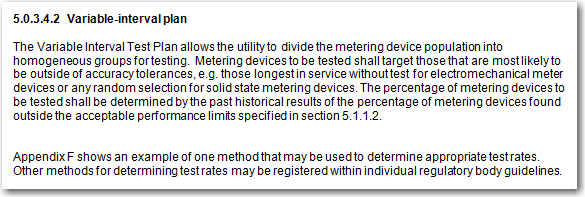 5.0.3.4.2 Variable-interval plan
The Variable Interval Test Plan allows the utility to divide the metering device population into
homogeneous groups for testing. Metering devices to be tested shall target those that are most likely to
be outside of accuracy tolerances, e.g. those longest in service without test for electromechanical meter
devices or any random selection for solid state metering devices. The percentage of metering devices to
be tested shall be determined by the past historical results of the percentage of metering devices found
outside the acceptable performance limits specified in section 5.1.1.2.
Appendix F shows an example of one method that may be used to determine appropriate test rates.
Other methods for determining test rates may be registered within individual regulatory body guidelines.